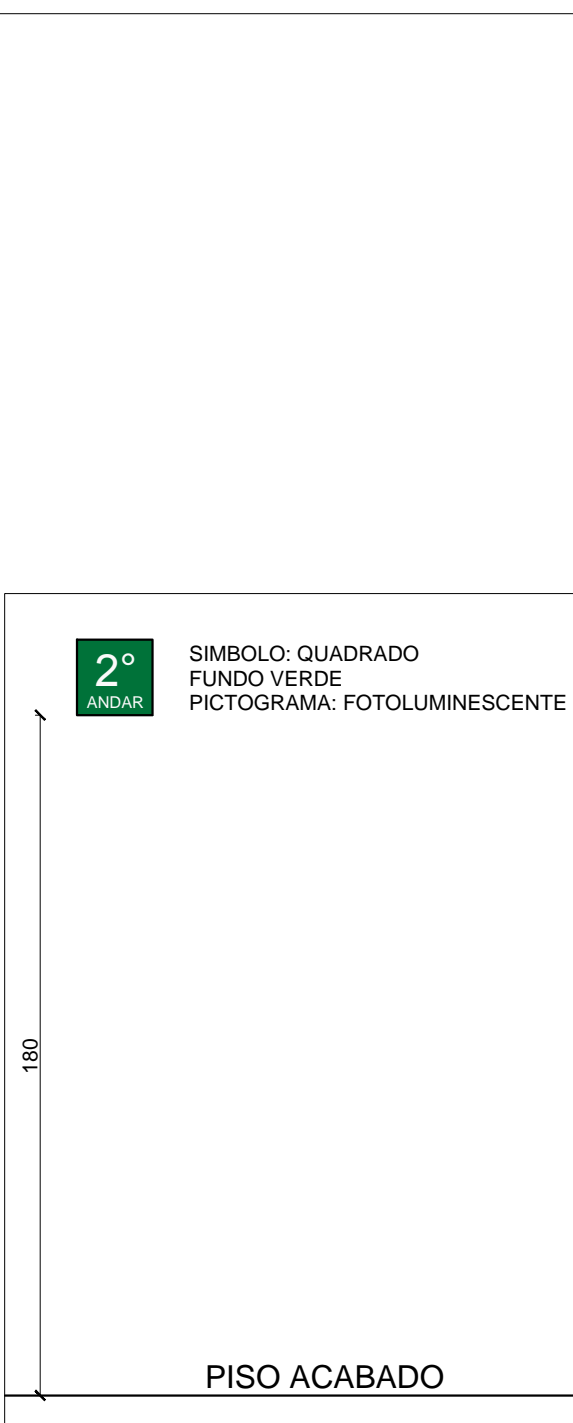 2°
ANDAR
SIMBOLO: QUADRADO
FUNDO VERDE
PICTOGRAMA: FOTOLUMINESCENTE
180
PISO ACABADO